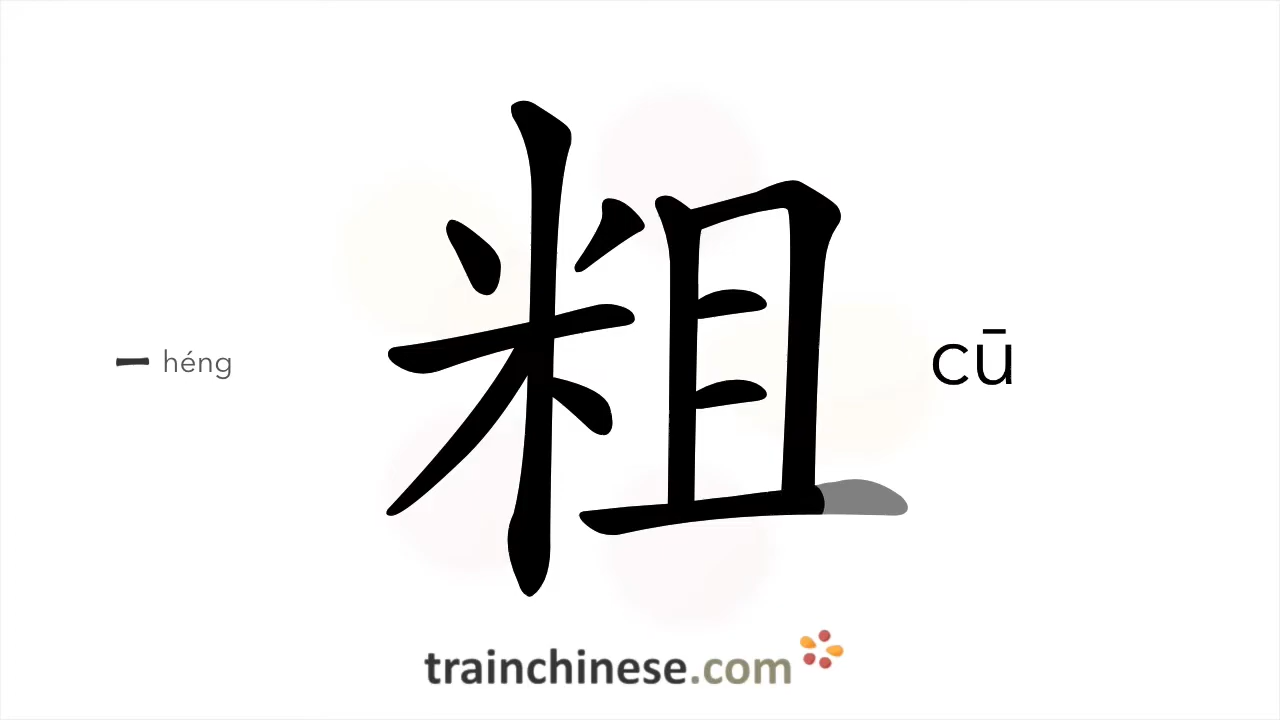 粗
一 héng
cū
trainchinese.com